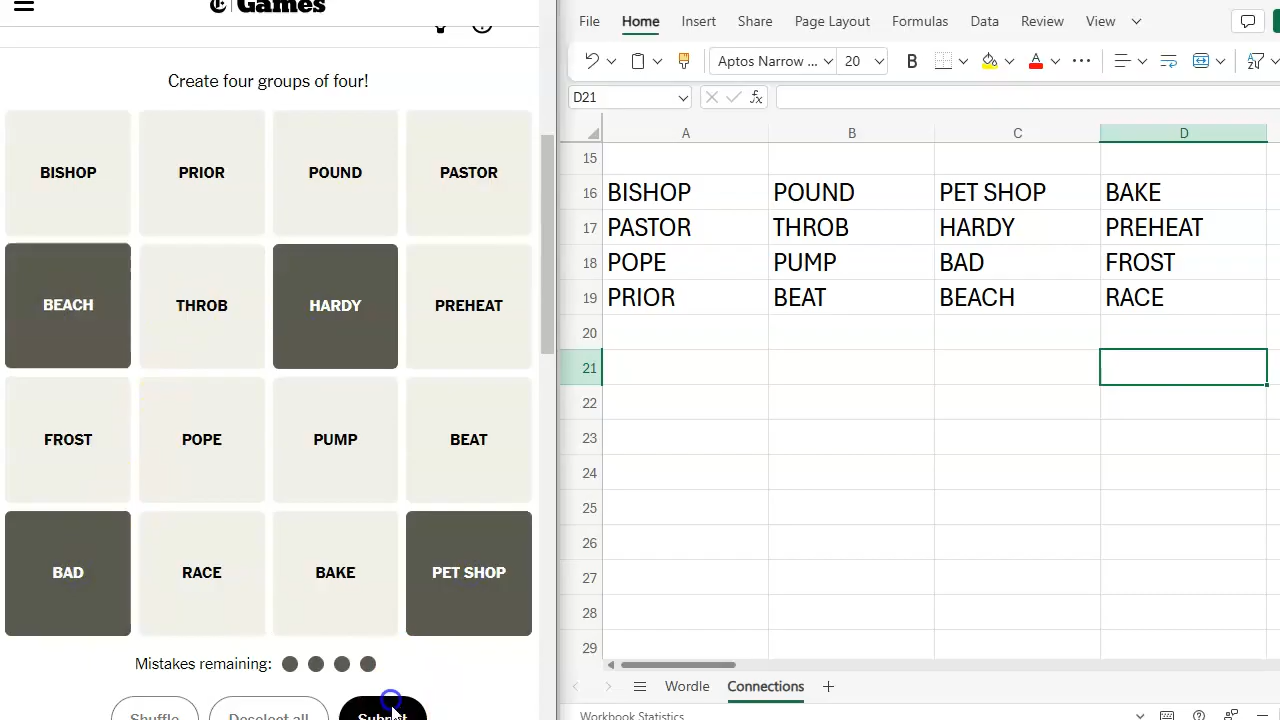 Games
Create four groups of four!
BISHOP PRIOR POUND PASTOR
BEACH THROB HARDY PREHEAT
FROST POPE PUMP BEAT
BAD RACE BAKE PET SHOP
Mistakes remaining:
Shuffle Deselect all Submit
File Home Insert Share Page Layout Formulas Data Review View
Aptos Narrow ... 20 B A
D21
A B C D
15
16 BISHOP POUND PET SHOP BAKE
17 PASTOR THROB HARDY PREHEAT
18 POPE PUMP BAD FROST
19 PRIOR BEAT BEACH RACE
20
21
22
23
24
25
26
27
28
29
Wordle Connections
Workbook Statistics